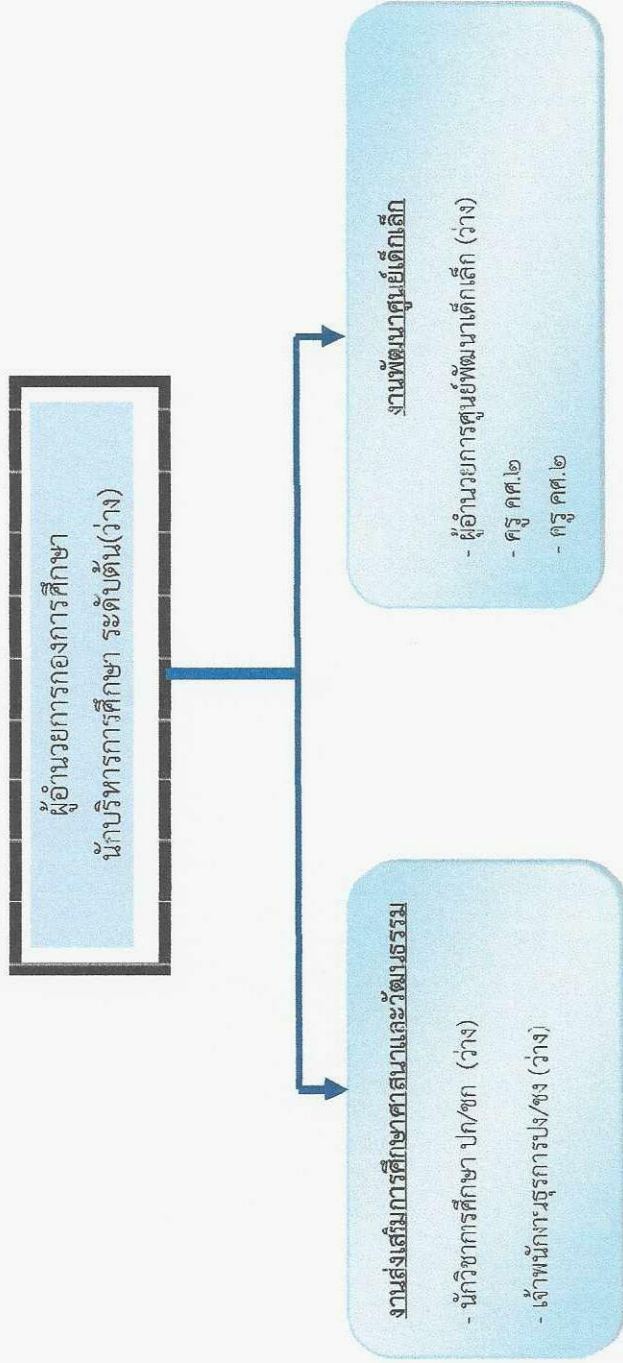 ผู้อำนวยการกองการศึกษา
นักบริหารการศึกษา ระดับต้น(ว่าง)
งานส่งเสริมการศึกษาศาสนาและวัฒนธรรม
- นักวิชาการศึกษา ปก/ชก (ว่าง)
- เจ้าพนักงานธุรการปง/ชง (ว่าง)
งานพัฒนาศูนย์เด็กเล็ก
- ผู้อำนวยการศูนย์พัฒนาเด็กเล็ก (ว่าง)
- ครู คศ.๒
- ครู คศ.๒